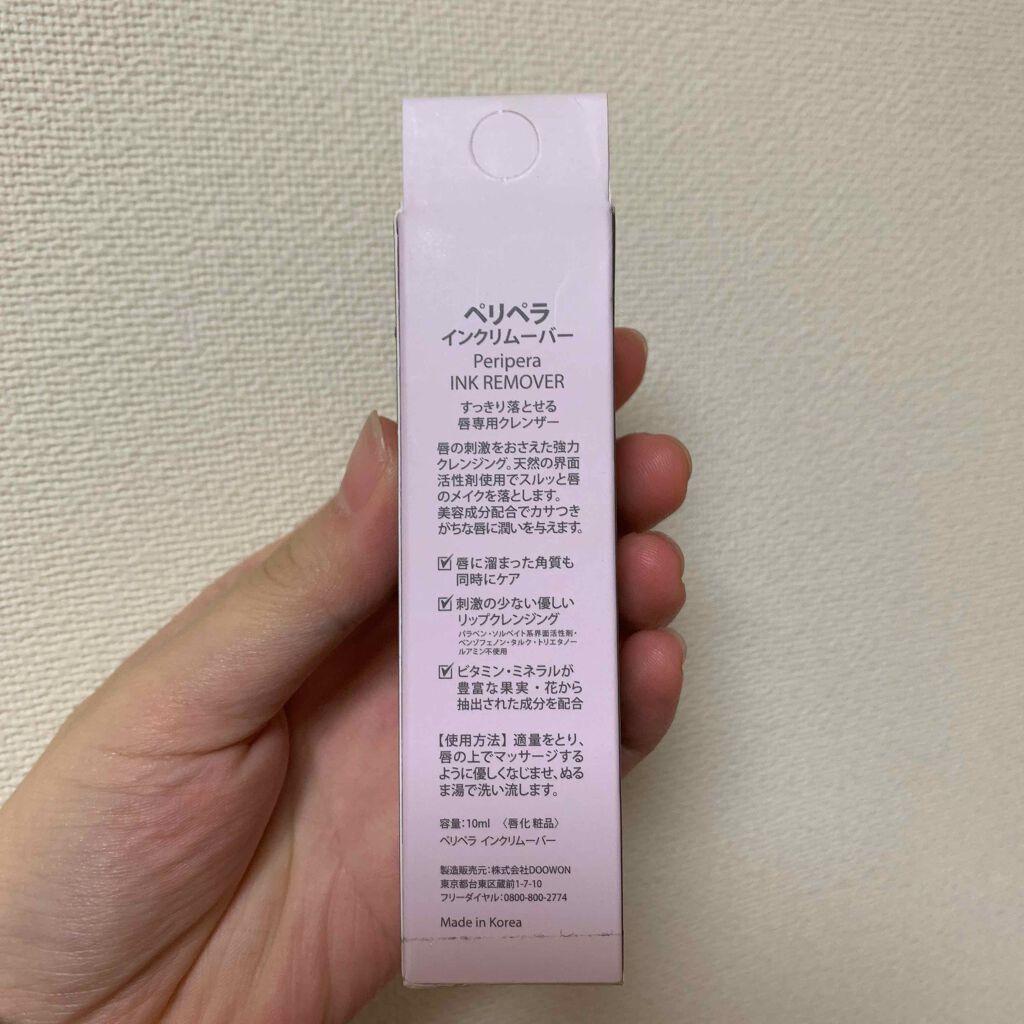 ペリペラ
インクリムーバー
Peripera
INK REMOVER
すっきり落とせる
唇専用クレンザー
唇の刺激をおさえた強力
クレンジング。天然の界面
活性剤使用でスルッと唇
のメイクを落とします。
美容成分配合でカサつき
がちな唇に潤いを与えます。
唇に溜まった角質も
同時にケア
刺激の少ない優しい
リップクレンジング
パラベン・ソルベイト系界面活性剤・
ベンゾフェノン・タルク・トリエタノー
ルアミン不使用
ビタミン・ミネラルが
豊富な果実・花から
抽出された成分を配合
【使用方法】適量をとり、
唇の上でマッサージする
ように優しくなじませ、ぬる
ま湯で洗い流します。
容量:10ml 〈唇化粧品〉
ペリペラ インクリムーバー
製造販売元:株式会社DOOWON
東京都台東区蔵前1-7-10
フリーダイヤル:0800-800-2774
Made in Korea